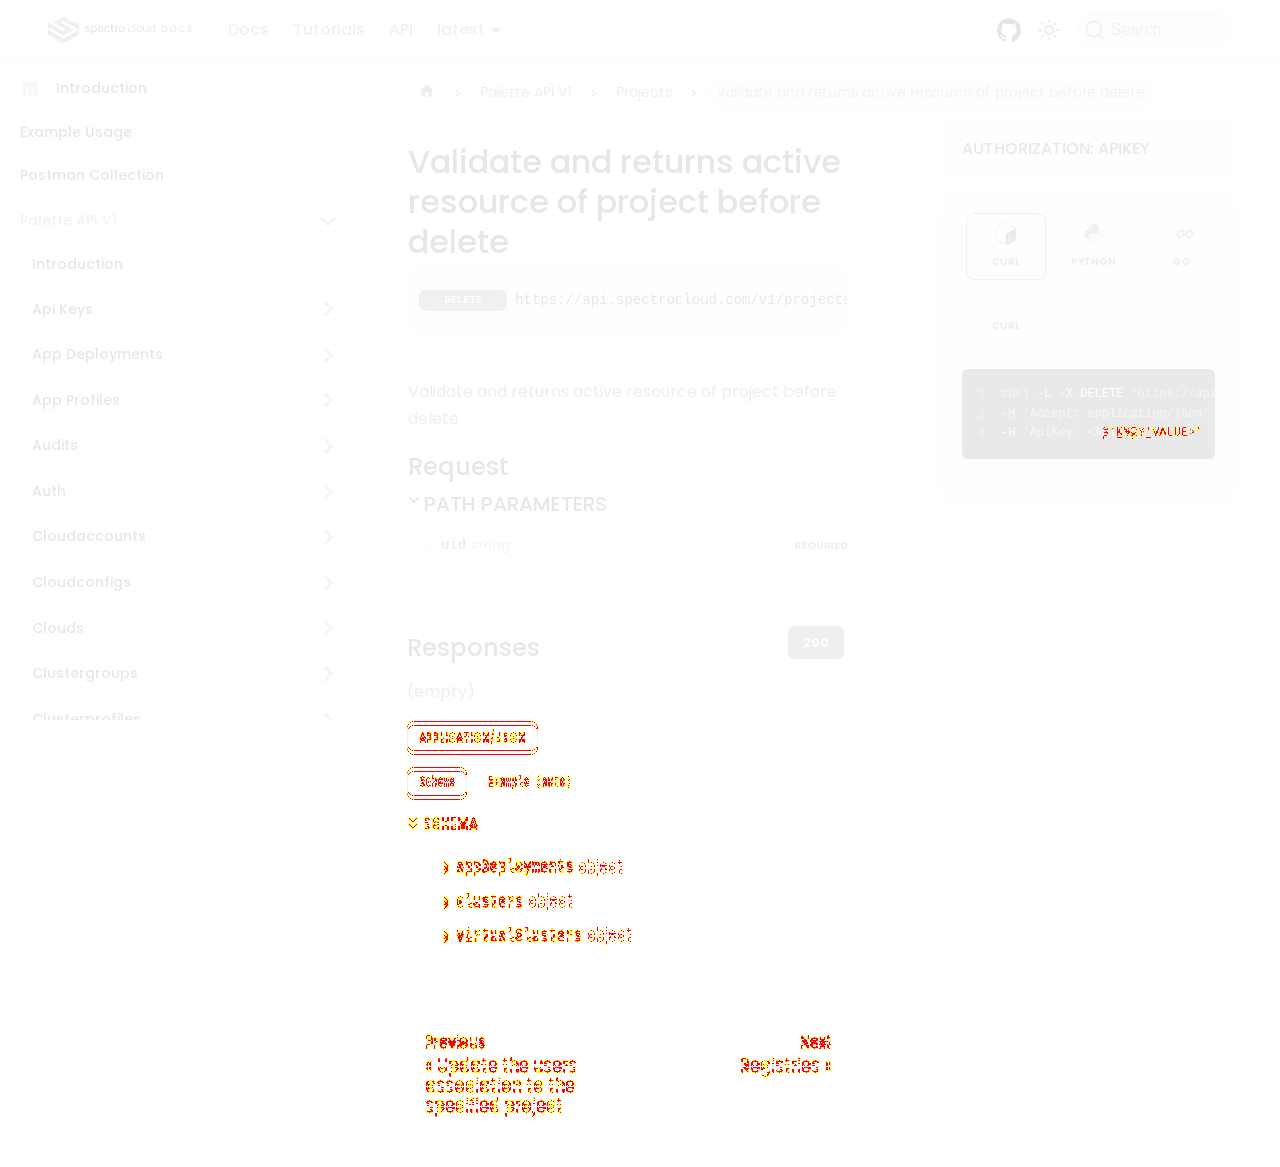 spectro cloud DOCS
Docs Tutorials API latest
Search
Introduction
Example Usage
Postman Collection
Palette API V1
Introduction
Api Keys
App Deployments
App Profiles
Audits
Auth
Cloudaccounts
Cloudconfigs
Clouds
Clustergroups
Clusterprofiles
Palette API V1 › Projects › Validate and returns active resource of project before delete
Validate and returns active
resource of project before
delete
DELETE https://api.spectrocloud.com/v1/projects
Validate and returns active resource of project before
delete
Request
PATH PARAMETERS
uid string REQUIRED
Responses
200
(empty)
APPLICATION/JSON
Schema Example (auto)
SCHEMA
appDeployments object
clusters object
virtualClusters object
Previous
« Update the users
association to the
specified project
Next
Registries »
AUTHORIZATION: APIKEY
CURL PYTHON GO
CURL
1 curl -L -X DELETE 'https://api
2 -H 'Accept: application/json'
3 -H 'ApiKey: